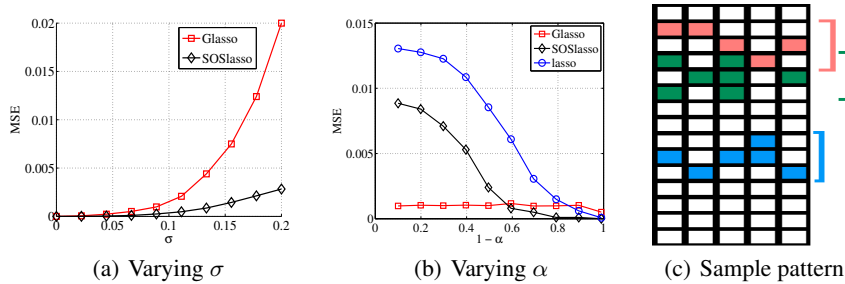 0.02
0.015
0.01
0.005
0
MSE
0 0.05 0.1 0.15 0.2
σ
Glasso
SOSlasso
(a) Varying σ
0.015
0.01
0.005
0
MSE
0 0.2 0.4 0.6 0.8 1
1 − α
Glasso
SOSlasso
lasso
(b) Varying α
(c) Sample pattern